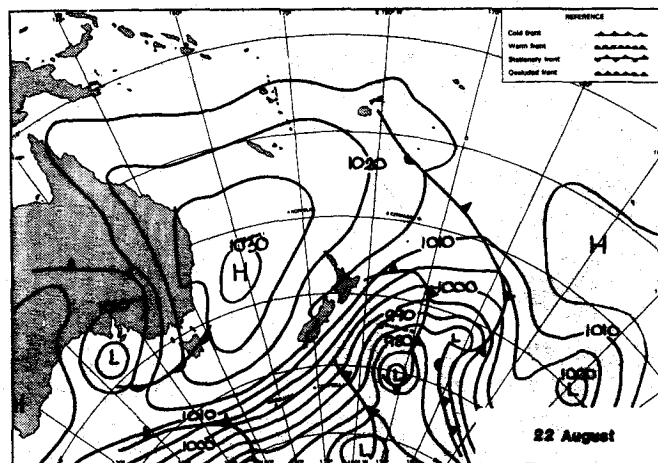 REFERENCE
Cold front
Warm front
Stationary front
Occluded front
1020
1030
H
1010
H
1000
990
980
L
L
1010
L
1020
L
H
1010
1000
L
22 August